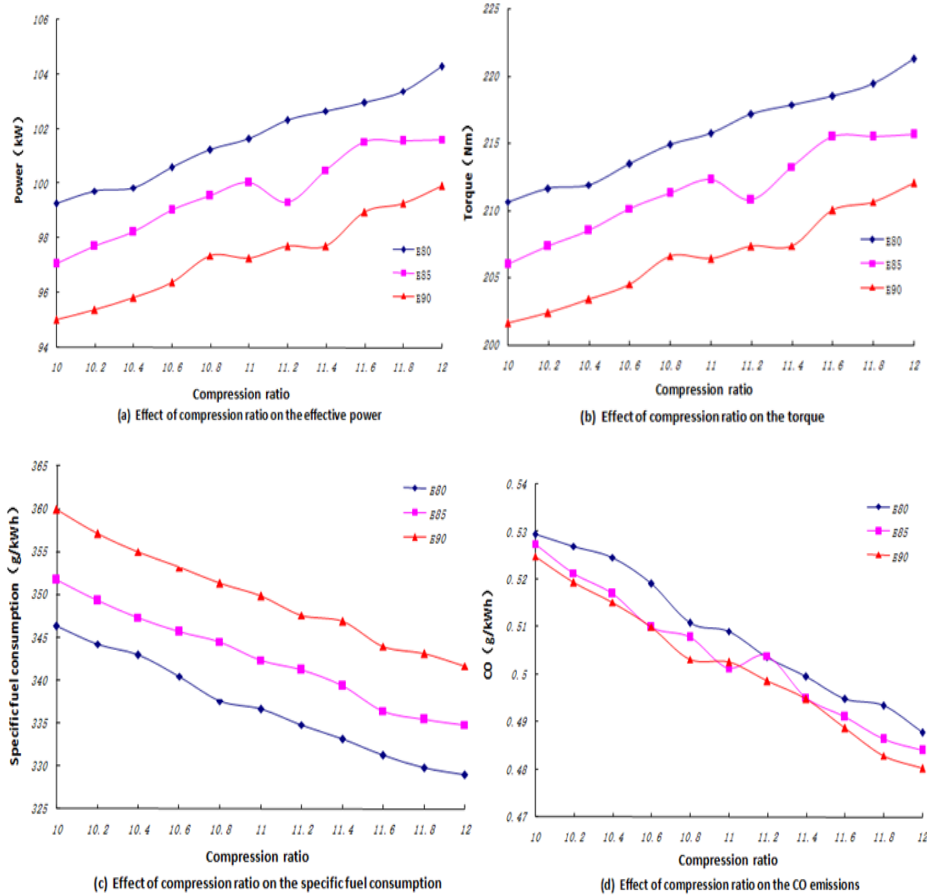 106
104
102
100
98
96
94
Power (kW)
E80
E85
E90
10 10.2 10.4 10.6 10.8 11 11.2 11.4 11.6 11.8 12
Compression ratio
(a) Effect of compression ratio on the effective power
225
220
215
210
205
200
Torque (Nm)
E80
E85
E90
10 10.2 10.4 10.6 10.8 11 11.2 11.4 11.6 11.8 12
Compression ratio
(b) Effect of compression ratio on the torque
365
360
355
350
345
340
335
330
325
Specific fuel consumption (g/kWh)
E80
E85
E90
10 10.2 10.4 10.6 10.8 11 11.2 11.4 11.6 11.8 12
Compression ratio
(c) Effect of compression ratio on the specific fuel consumption
0.54
0.53
0.52
0.51
0.5
0.49
0.48
0.47
CO (g/kWh)
E80
E85
E90
10 10.2 10.4 10.6 10.8 11 11.2 11.4 11.6 11.8 12
Compression ratio
(d) Effect of compression ratio on the CO emissions